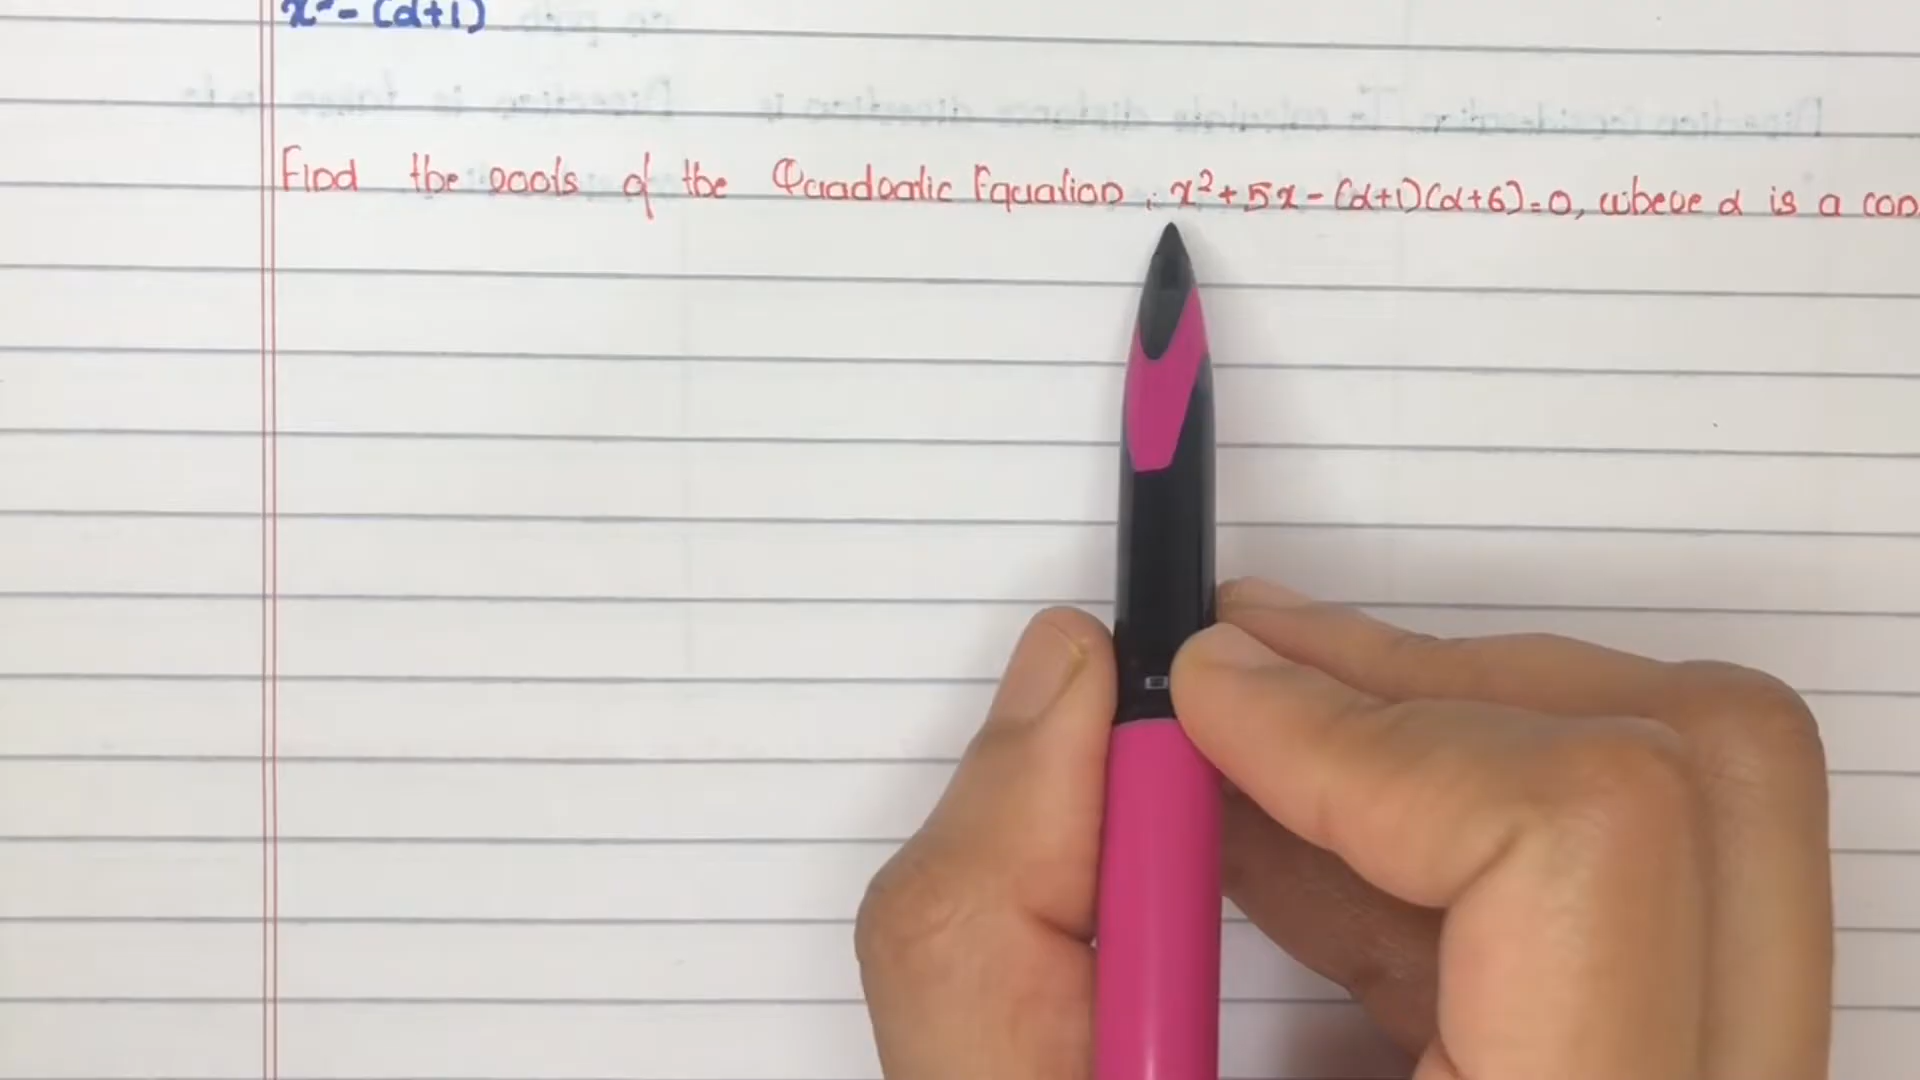 x² - (α+1)
Find the roots of the Quadratic Equation : x² + 5x - (α+1)(α+6) = 0, where α is a con